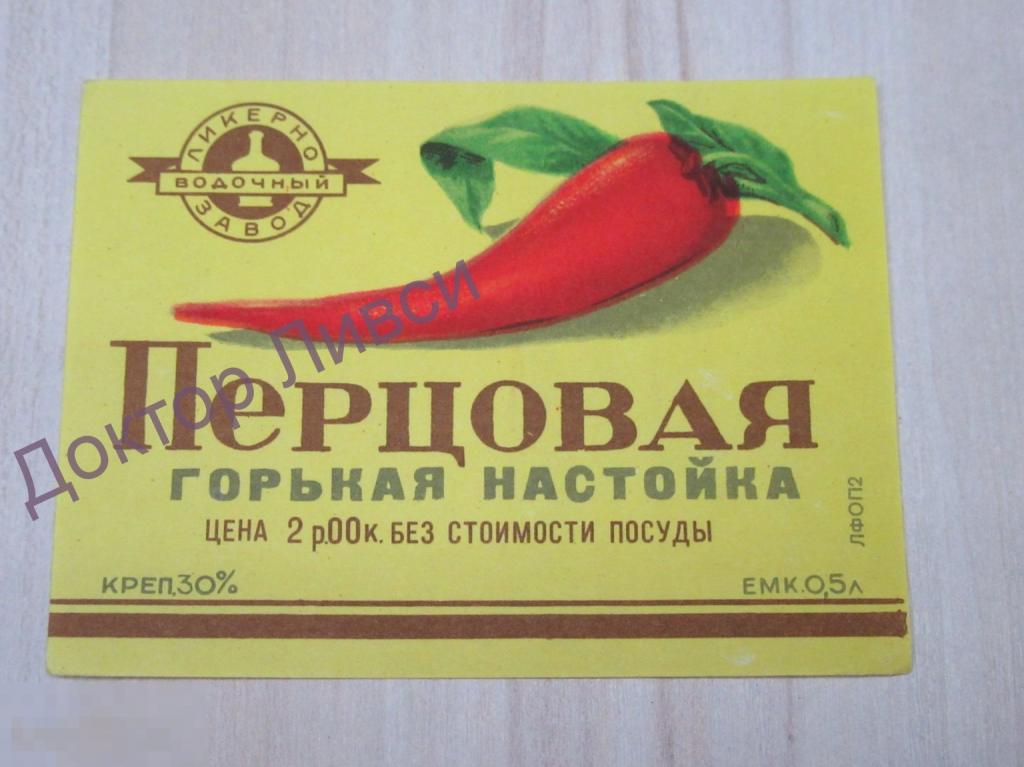 ЛИКЕРНО
ВОДОЧНЫЙ
ЗАВОД
Перцовая
ГОРЬКАЯ НАСТОЙКА
ЦЕНА 2 р.00к. БЕЗ СТОИМОСТИ ПОСУДЫ
ЛФОП2
КРЕП.30%
ЕМК.0,5л
Доктор Ливси